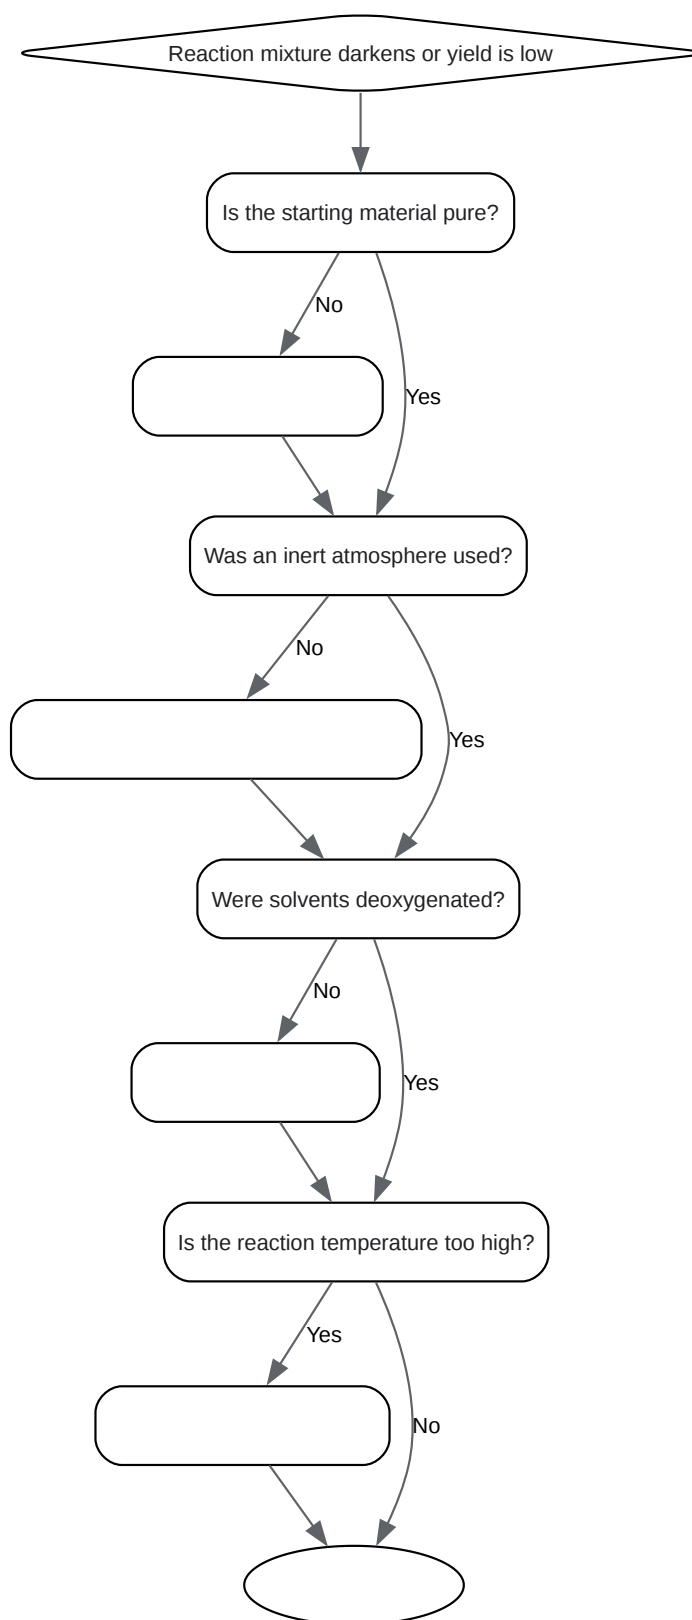 Reaction mixture darkens or yield is low
Is the starting material pure?
No
Yes
Was an inert atmosphere used?
No
Yes
Were solvents deoxygenated?
No
Yes
Is the reaction temperature too high?
Yes
No